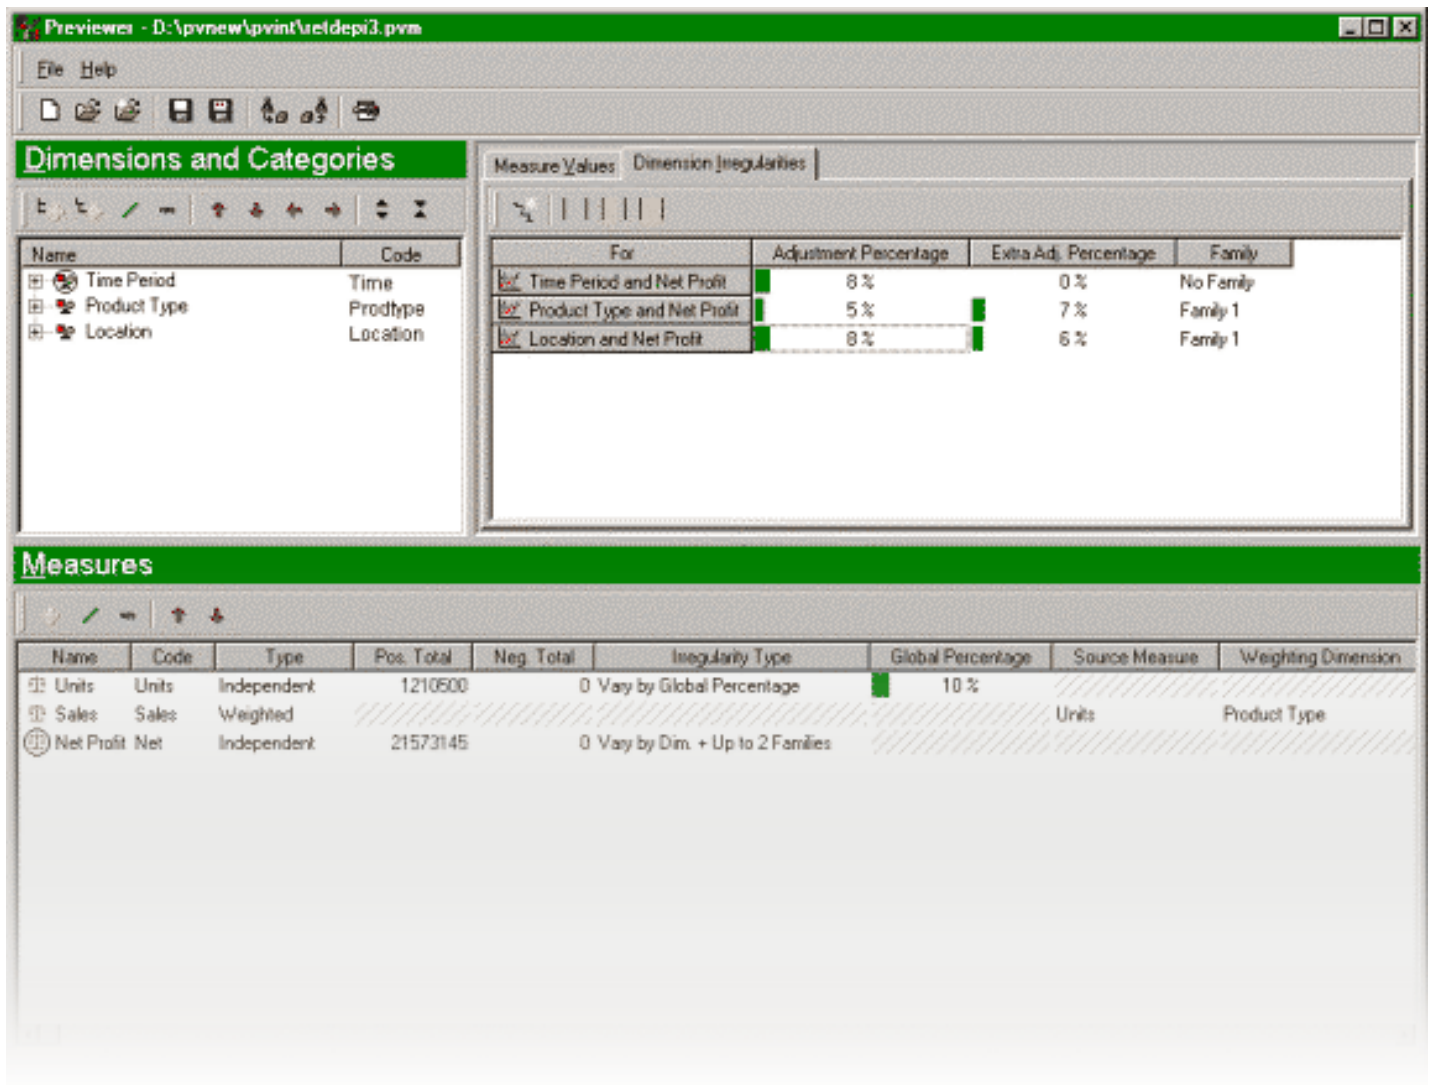 Previewer - D:\pvnew\pvint\retdepi3.pvm
File Help
Dimensions and Categories
Name Code
Time Period Time
Product Type Prodtype
Location Location
Measure Values Dimension Irregularities
For Adjustment Percentage Extra Adj. Percentage Family
Time Period and Net Profit 8 % 0 % No Family
Product Type and Net Profit 5 % 7 % Family 1
Location and Net Profit 8 % 6 % Family 1
Measures
Name Code Type Pos. Total Neg. Total Irregularity Type Global Percentage Source Measure Weighting Dimension
Units Units Independent 1210500 0 Vary by Global Percentage 10 %
Sales Sales Weighted Units Product Type
Net Profit Net Independent 21573145 0 Vary by Dim. + Up to 2 Families